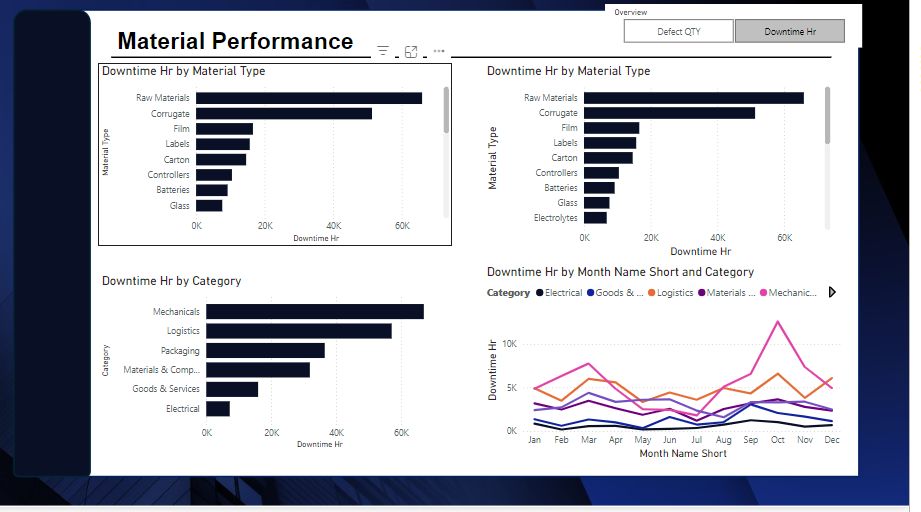 Overview
Defect QTY
Downtime Hr
Material Performance
Downtime Hr by Material Type
Material Type
Raw Materials
Corrugate
Film
Labels
Carton
Controllers
Batteries
Glass
0K 20K 40K 60K
Downtime Hr
Downtime Hr by Material Type
Material Type
Raw Materials
Corrugate
Film
Labels
Carton
Controllers
Batteries
Glass
Electrolytes
0K 20K 40K 60K
Downtime Hr
Downtime Hr by Category
Category
Mechanicals
Logistics
Packaging
Materials & Comp...
Goods & Services
Electrical
0K 20K 40K 60K
Downtime Hr
Downtime Hr by Month Name Short and Category
Category Electrical Goods & ... Logistics Materials ... Mechanic...
Downtime Hr
10K
5K
0K
Jan Feb Mar Apr May Jun Jul Aug Sep Oct Nov Dec
Month Name Short